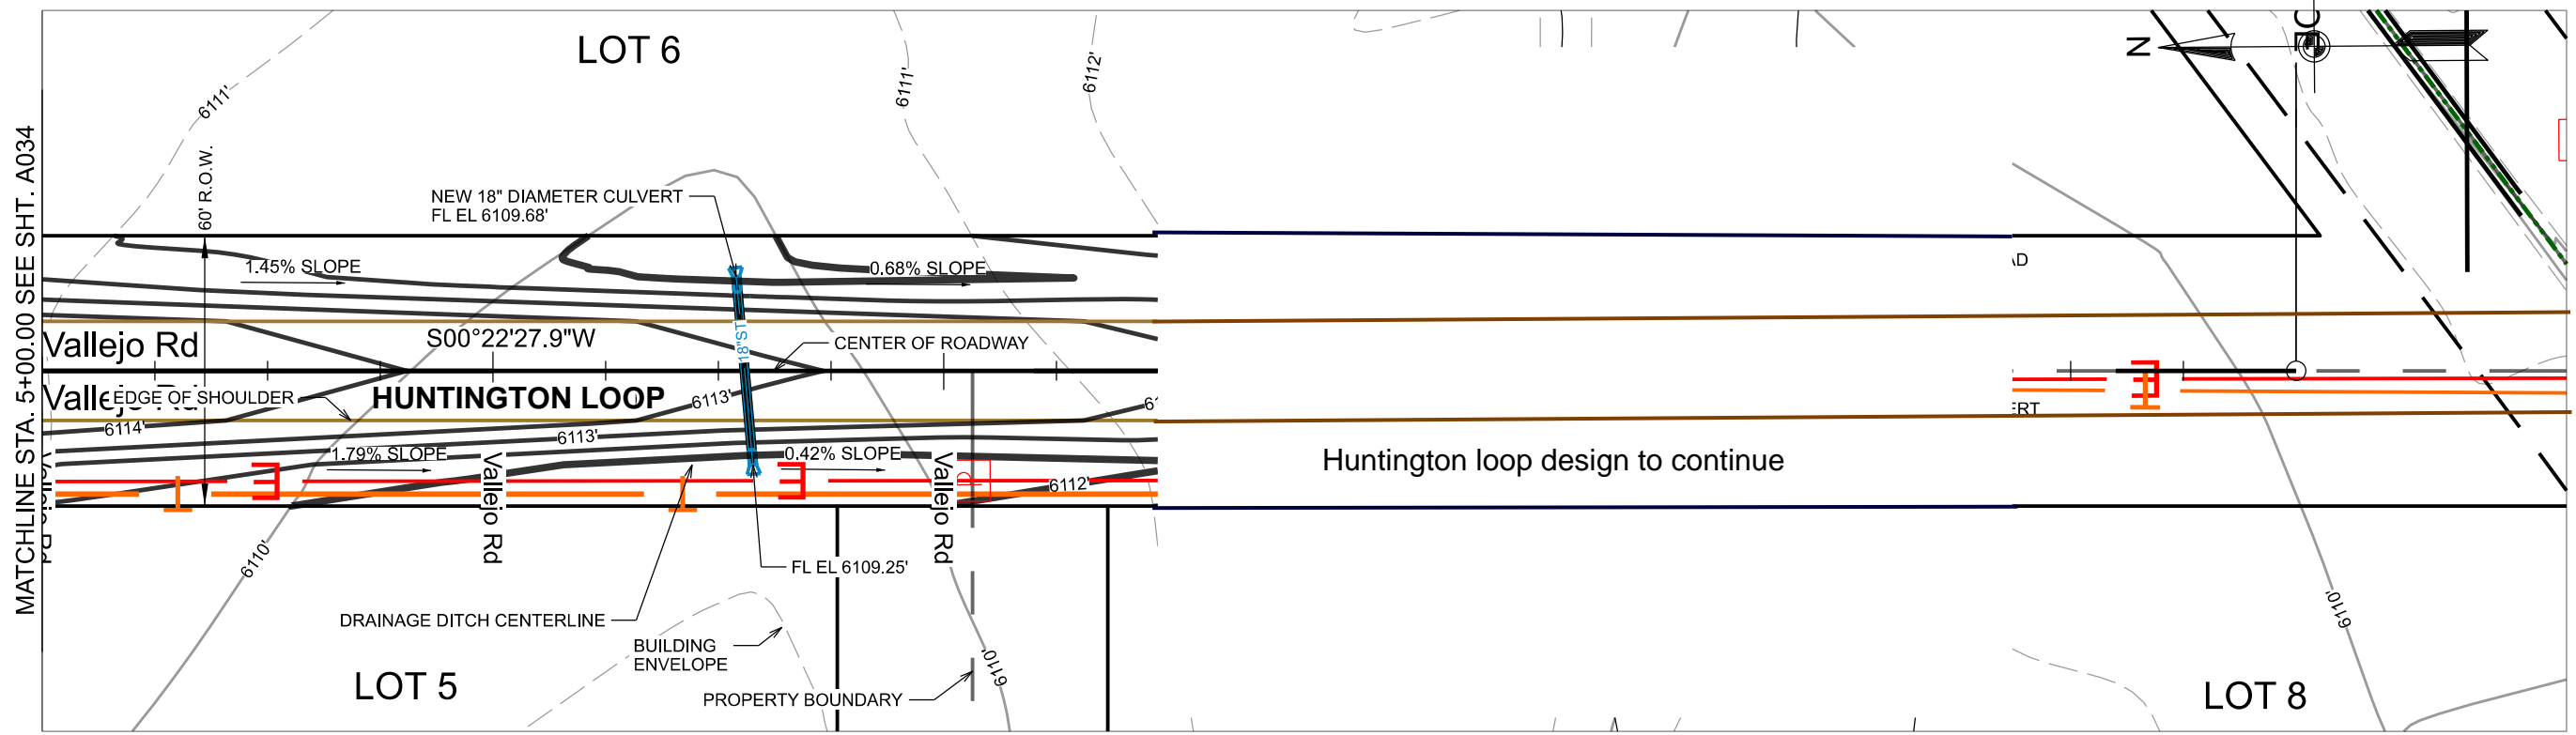 LOT 6
N
6111'
6111'
6112'
MATCHLINE STA. 5+00.00 SEE SHT. A034
60' R.O.W.
NEW 18" DIAMETER CULVERT
FL EL 6109.68'
1.45% SLOPE
0.68% SLOPE
Vallejo Rd
S00°22'27.9"W
18"ST
CENTER OF ROADWAY
Vallejo Rd
EDGE OF SHOULDER
HUNTINGTON LOOP
6113'
6114'
6113'
1.79% SLOPE
0.42% SLOPE
6112'
Vallejo Rd
Vallejo Rd
Huntington loop design to continue
E
E
T
T
E
T
6110'
FL EL 6109.25'
DRAINAGE DITCH CENTERLINE
BUILDING
ENVELOPE
PROPERTY BOUNDARY
6110'
6110'
LOT 5
LOT 8